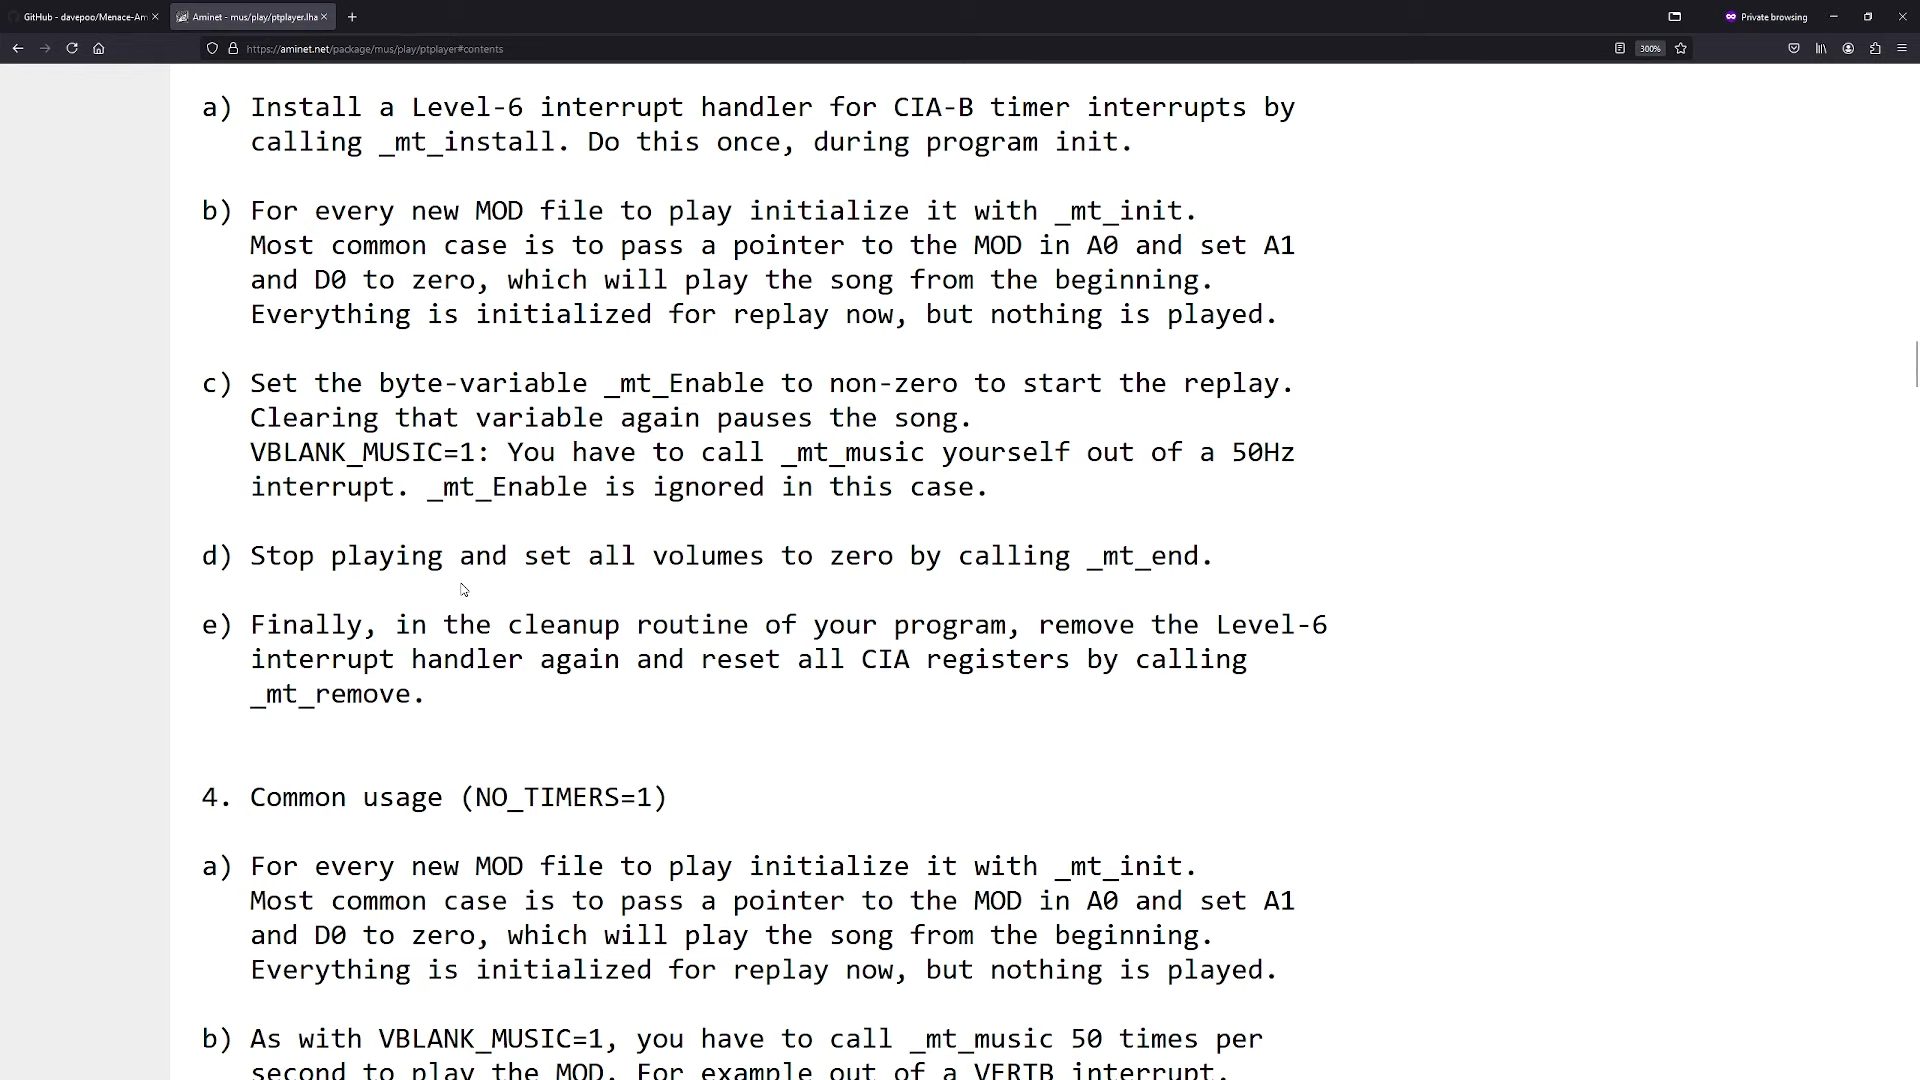 GitHub - davepoo/Menace-Am
Aminet - mus/play/ptplayer.lha
Private browsing
https://aminet.net/package/mus/play/ptplayer#contents
300%
a) Install a Level-6 interrupt handler for CIA-B timer interrupts by
calling _mt_install. Do this once, during program init.
b) For every new MOD file to play initialize it with _mt_init.
Most common case is to pass a pointer to the MOD in A0 and set A1
and D0 to zero, which will play the song from the beginning.
Everything is initialized for replay now, but nothing is played.
c) Set the byte-variable _mt_Enable to non-zero to start the replay.
Clearing that variable again pauses the song.
VBLANK_MUSIC=1: You have to call _mt_music yourself out of a 50Hz
interrupt. _mt_Enable is ignored in this case.
d) Stop playing and set all volumes to zero by calling _mt_end.
e) Finally, in the cleanup routine of your program, remove the Level-6
interrupt handler again and reset all CIA registers by calling
_mt_remove.
4. Common usage (NO_TIMERS=1)
a) For every new MOD file to play initialize it with _mt_init.
Most common case is to pass a pointer to the MOD in A0 and set A1
and D0 to zero, which will play the song from the beginning.
Everything is initialized for replay now, but nothing is played.
b) As with VBLANK_MUSIC=1, you have to call _mt_music 50 times per
second to play the MOD. For example out of a VERTB interrupt.